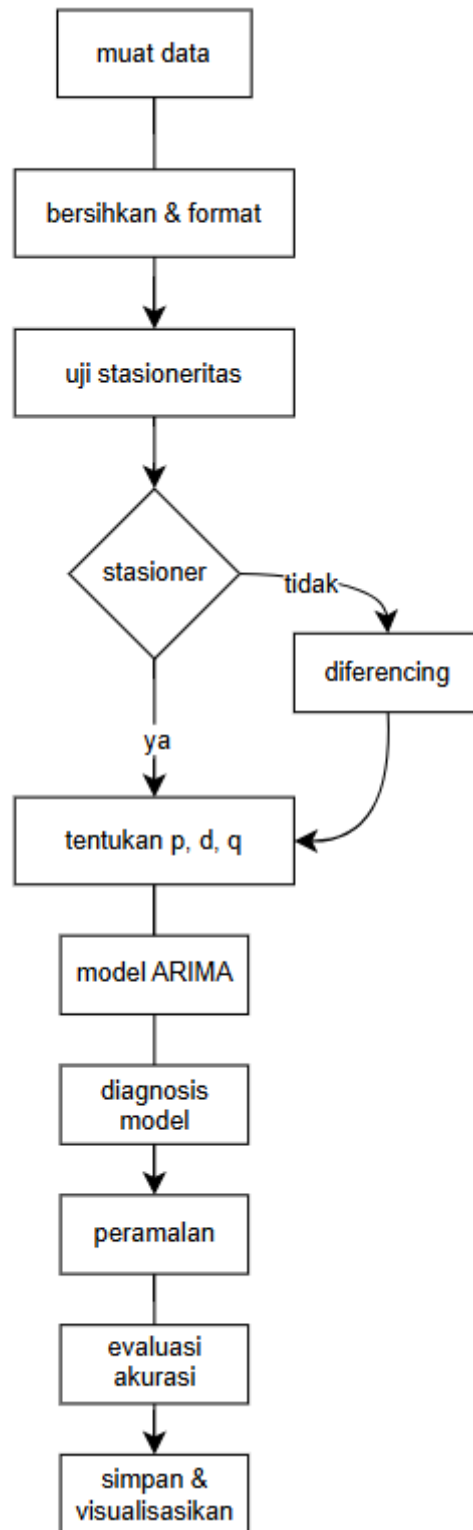 muat data
bersihkan & format
uji stasioneritas
stasioner
tidak
diferencing
ya
tentukan p, d, q
model ARIMA
diagnosis
model
peramalan
evaluasi
akurasi
simpan &
visualisasikan